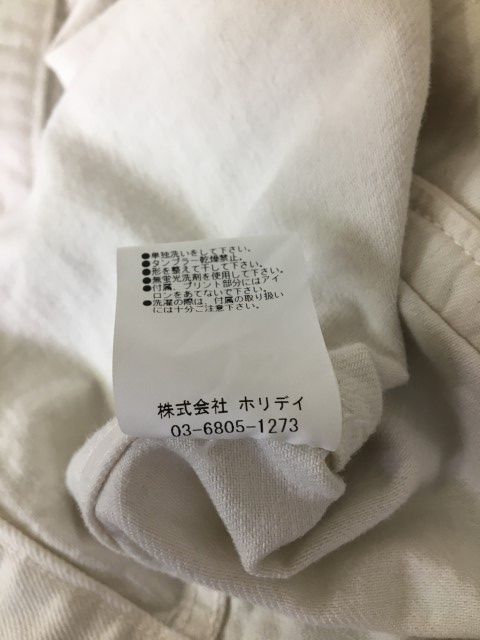 ●単独洗いをして下さい。
●タンブラー乾燥禁止。
●形を整えて干して下さい。
●無蛍光洗剤を使用して下さい。
●付属、プリント部分にはアイ
ロンをあてないで下さい。
●洗濯の際は、付属の取り扱い
には十分ご注意下さい。
株式会社 ホリデイ
03-6805-1273